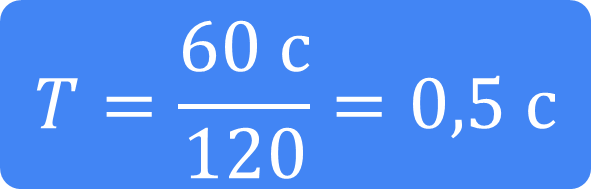 T = 60 с / 120 = 0,5 с